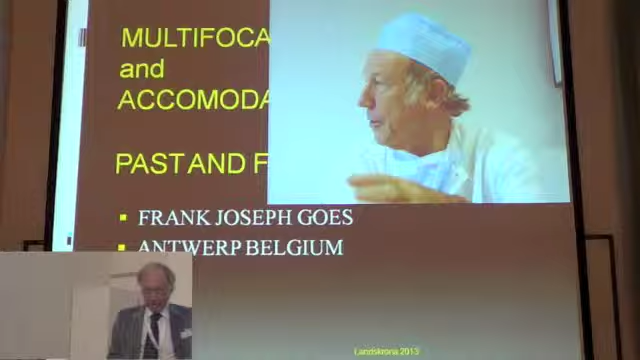 MULTIFOCA
and
ACCOMODA
PAST AND F
FRANK JOSEPH GOES
ANTWERP BELGIUM
Landskrona 2013